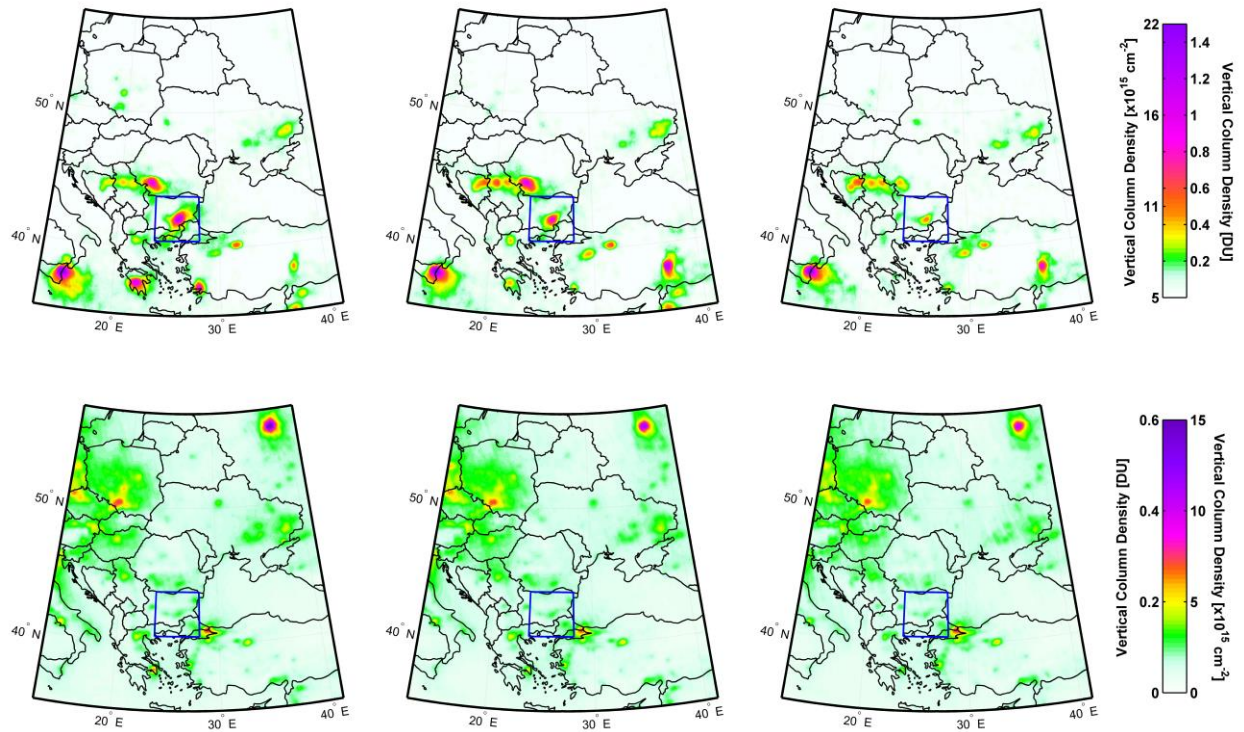 50° N
40° N
20° E
30° E
40° E
50° N
40° N
20° E
30° E
40° E
50° N
40° N
20° E
30° E
40° E
22
16
11
5
Vertical Column Density [x10¹⁵ cm⁻²]
1.4
1.2
1
0.8
0.6
0.4
0.2
Vertical Column Density [DU]
50° N
40° N
20° E
30° E
40° E
50° N
40° N
20° E
30° E
40° E
50° N
40° N
20° E
30° E
40° E
Vertical Column Density [DU]
0.6
0.4
0.2
0
15
10
5
0
Vertical Column Density [x10¹⁵ cm⁻²]